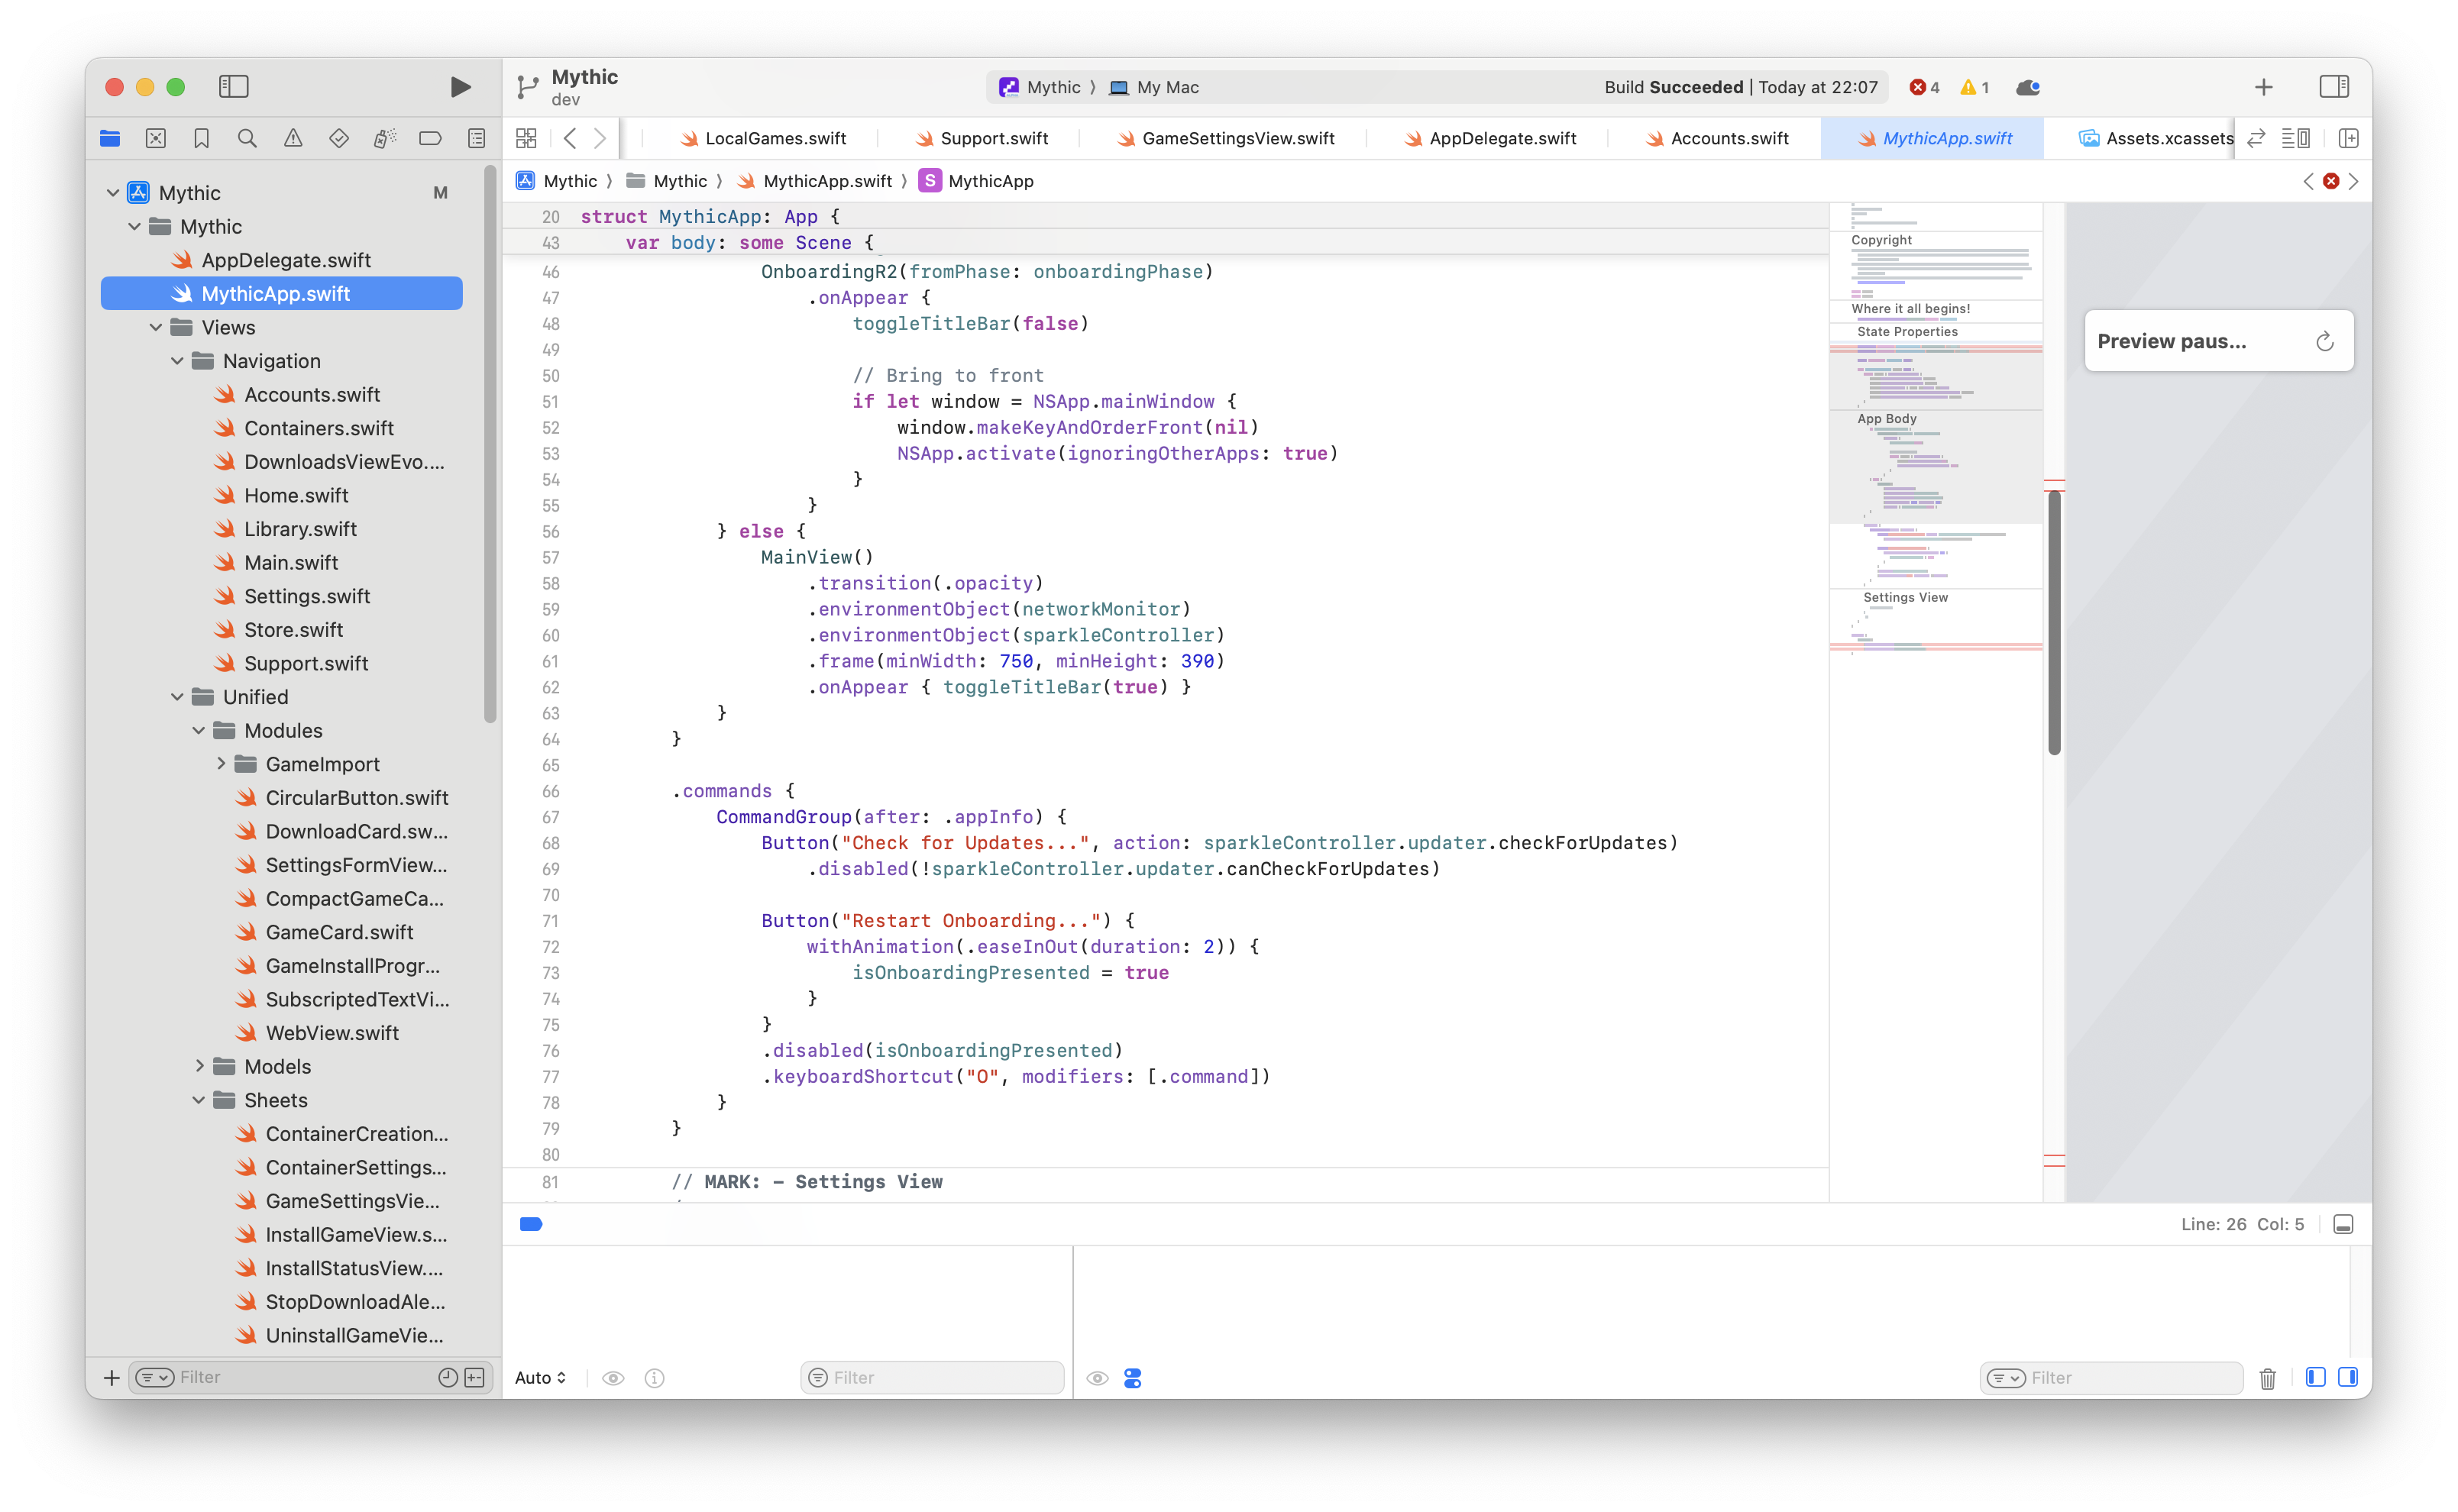 Mythic
dev
Mythic 〉 My Mac
Build Succeeded | Today at 22:07
4
1
LocalGames.swift
Support.swift
GameSettingsView.swift
AppDelegate.swift
Accounts.swift
MythicApp.swift
Assets.xcassets
Mythic 〉 Mythic 〉 MythicApp.swift 〉 S MythicApp
Mythic M
Mythic
AppDelegate.swift
MythicApp.swift
Views
Navigation
Accounts.swift
Containers.swift
DownloadsViewEvo....
Home.swift
Library.swift
Main.swift
Settings.swift
Store.swift
Support.swift
Unified
Modules
GameImport
CircularButton.swift
DownloadCard.sw...
SettingsFormView...
CompactGameCa...
GameCard.swift
GameInstallProgr...
SubscriptedTextVi...
WebView.swift
Models
Sheets
ContainerCreation...
ContainerSettings...
GameSettingsVie...
InstallGameView.s...
InstallStatusView....
StopDownloadAle...
UninstallGameVie...
Filter
20 struct MythicApp: App {
43 var body: some Scene {
46 OnboardingR2(fromPhase: onboardingPhase)
47 .onAppear {
48 toggleTitleBar(false)
49
50 // Bring to front
51 if let window = NSApp.mainWindow {
52 window.makeKeyAndOrderFront(nil)
53 NSApp.activate(ignoringOtherApps: true)
54 }
55 }
56 } else {
57 MainView()
58 .transition(.opacity)
59 .environmentObject(networkMonitor)
60 .environmentObject(sparkleController)
61 .frame(minWidth: 750, minHeight: 390)
62 .onAppear { toggleTitleBar(true) }
63 }
64 }
65
66 .commands {
67 CommandGroup(after: .appInfo) {
68 Button("Check for Updates...", action: sparkleController.updater.checkForUpdates)
69 .disabled(!sparkleController.updater.canCheckForUpdates)
70
71 Button("Restart Onboarding...") {
72 withAnimation(.easeInOut(duration: 2)) {
73 isOnboardingPresented = true
74 }
75 }
76 .disabled(isOnboardingPresented)
77 .keyboardShortcut("O", modifiers: [.command])
78 }
79 }
80
81 // MARK: - Settings View
Copyright
Where it all begins!
State Properties
App Body
Settings View
Preview paus...
Line: 26 Col: 5
Auto
Filter
Filter